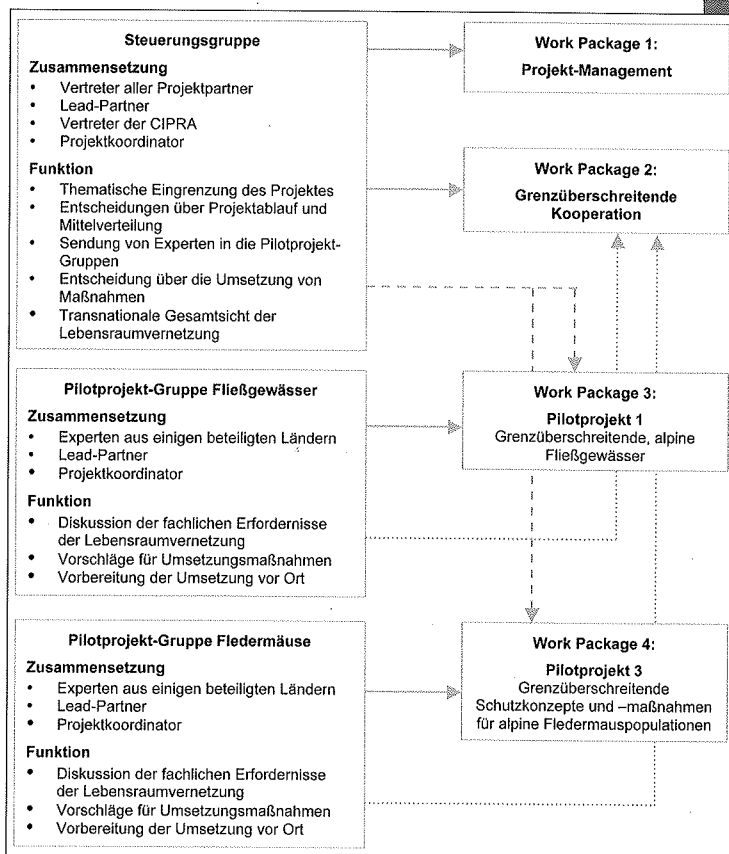 Steuerungsgruppe
Zusammensetzung
• Vertreter aller Projektpartner
• Lead-Partner
• Vertreter der CIPRA
• Projektkoordinator
Funktion
• Thematische Eingrenzung des Projektes
• Entscheidungen über Projektablauf und
Mittelverteilung
• Sendung von Experten in die Pilotprojekt-
Gruppen
• Entscheidung über die Umsetzung von
Maßnahmen
• Transnationale Gesamtsicht der
Lebensraumvernetzung
Work Package 1:
Projekt-Management
Work Package 2:
Grenzüberschreitende
Kooperation
Pilotprojekt-Gruppe Fließgewässer
Zusammensetzung
• Experten aus einigen beteiligten Ländern
• Lead-Partner
• Projektkoordinator
Funktion
• Diskussion der fachlichen Erfordernisse
der Lebensraumvernetzung
• Vorschläge für Umsetzungsmaßnahmen
• Vorbereitung der Umsetzung vor Ort
Work Package 3:
Pilotprojekt 1
Grenzüberschreitende, alpine
Fließgewässer
Pilotprojekt-Gruppe Fledermäuse
Zusammensetzung
• Experten aus einigen beteiligten Ländern
• Lead-Partner
• Projektkoordinator
Funktion
• Diskussion der fachlichen Erfordernisse
der Lebensraumvernetzung
• Vorschläge für Umsetzungsmaßnahmen
• Vorbereitung der Umsetzung vor Ort
Work Package 4:
Pilotprojekt 3
Grenzüberschreitende
Schutzkonzepte und –maßnahmen
für alpine Fledermauspopulationen